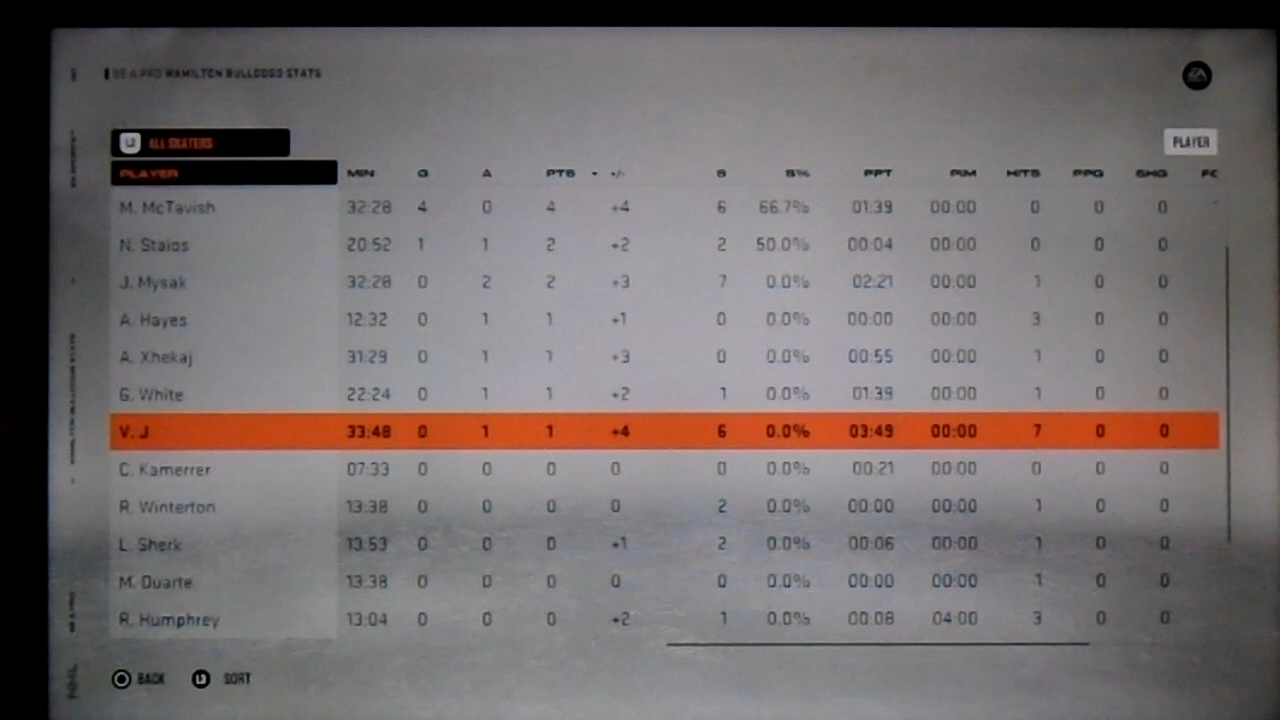 BE A PRO HAMILTON BULLDOGS STATS
EA
L2 ALL SKATERS
PLAYER
PLAYER MIN G A PTS +/- S S% PPT PIM HITS PPG SHG FC
M. McTavish 32:28 4 0 4 +4 6 66.7% 01:39 00:00 0 0 0
N. Staios 20:52 1 1 2 +2 2 50.0% 00:04 00:00 0 0 0
J. Mysak 32:28 0 2 2 +3 7 0.0% 02:21 00:00 1 0 0
A. Hayes 12:32 0 1 1 +1 0 0.0% 00:00 00:00 3 0 0
A. Xhekaj 31:29 0 1 1 +3 0 0.0% 00:55 00:00 1 0 0
G. White 22:24 0 1 1 +2 1 0.0% 01:39 00:00 1 0 0
V. J 33:48 0 1 1 +4 6 0.0% 03:49 00:00 7 0 0
C. Kamerrer 07:33 0 0 0 0 0 0.0% 00:21 00:00 0 0 0
R. Winterton 13:38 0 0 0 0 2 0.0% 00:00 00:00 1 0 0
L. Sherk 13:53 0 0 0 +1 2 0.0% 00:06 00:00 1 0 0
M. Duarte 13:38 0 0 0 0 0 0.0% 00:00 00:00 1 0 0
R. Humphrey 13:04 0 0 0 +2 1 0.0% 00:08 04:00 3 0 0
BACK L3 SORT
HAMILTON BULLDOGS STATS
BE A PRO
NHL